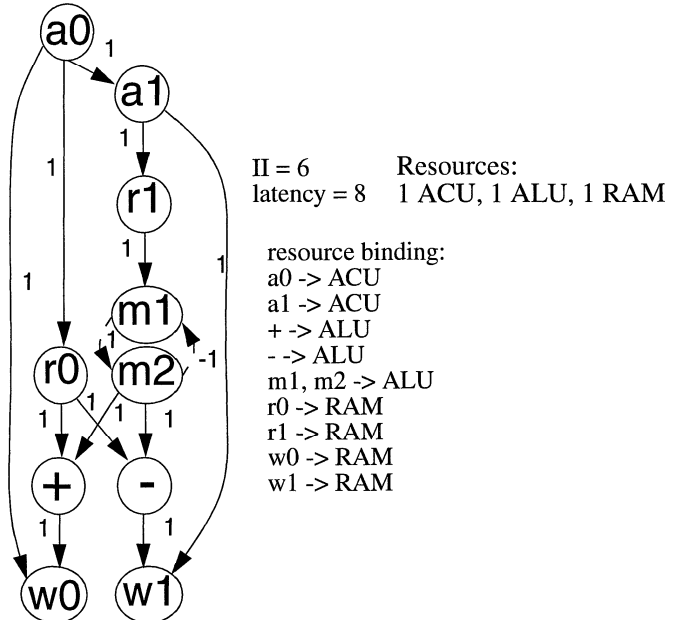 a0
1
a1
1
1
II = 6 Resources:
latency = 8 1 ACU, 1 ALU, 1 RAM
r1
1
1
1
resource binding:
a0 -> ACU
a1 -> ACU
+ -> ALU
- -> ALU
m1, m2 -> ALU
r0 -> RAM
r1 -> RAM
w0 -> RAM
w1 -> RAM
m1
1
-1
r0
m2
1
1
1
1
+
-
1
1
w0
w1